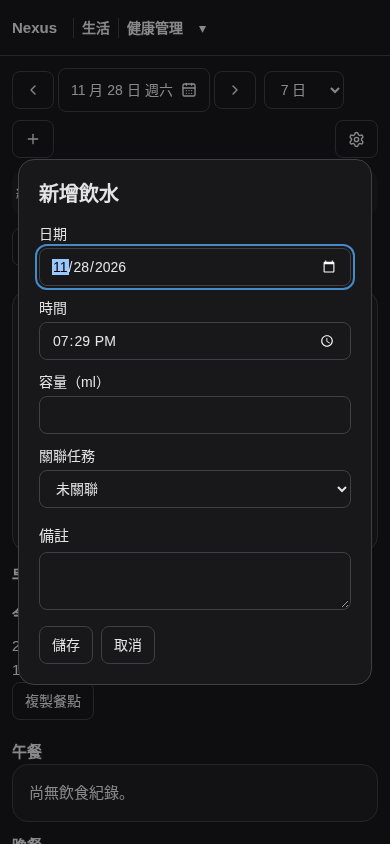 Nexus 生活 健康管理 ▾
11 月 28 日 週六 7 日
新增飲水
日期
11/28/2026
時間
07:29 PM
容量（ml）
關聯任務
未關聯
備註
儲存 取消
複製餐點
午餐
尚無飲食紀錄。
晚餐